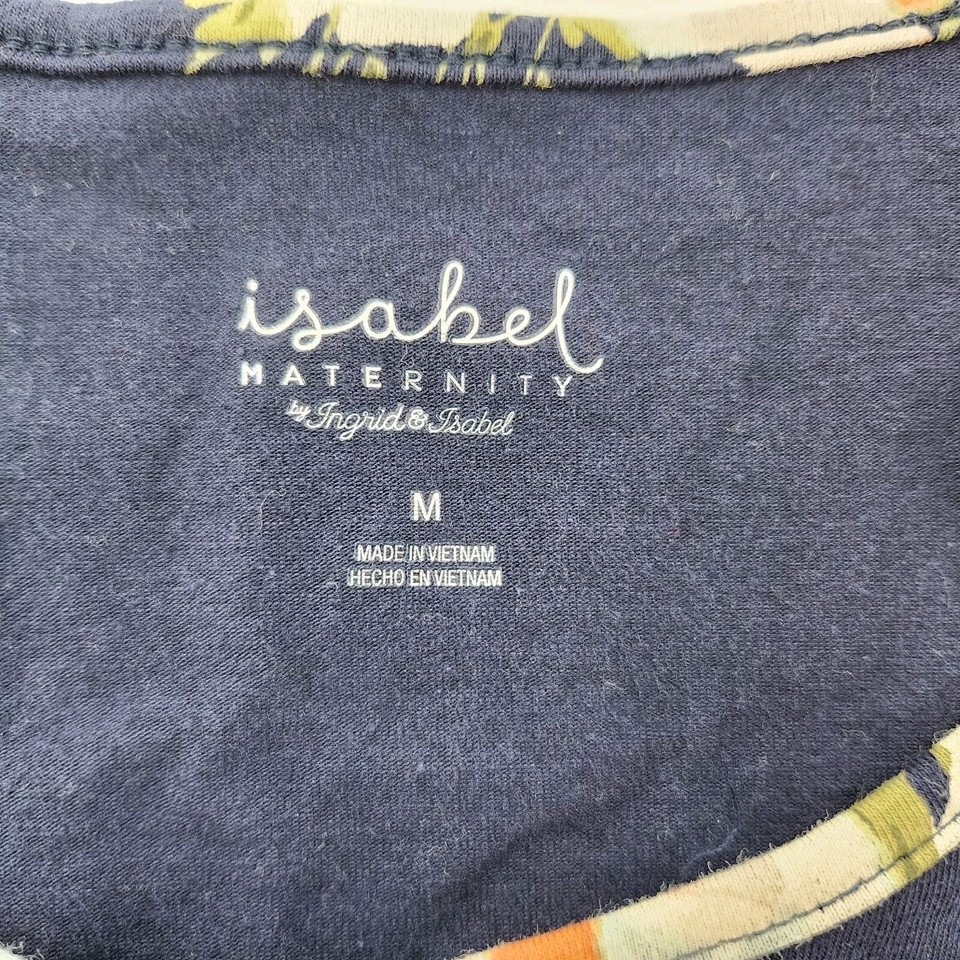 isabel
MATERNITY
by Ingrid & Isabel
M
MADE IN VIETNAM
HECHO EN VIETNAM